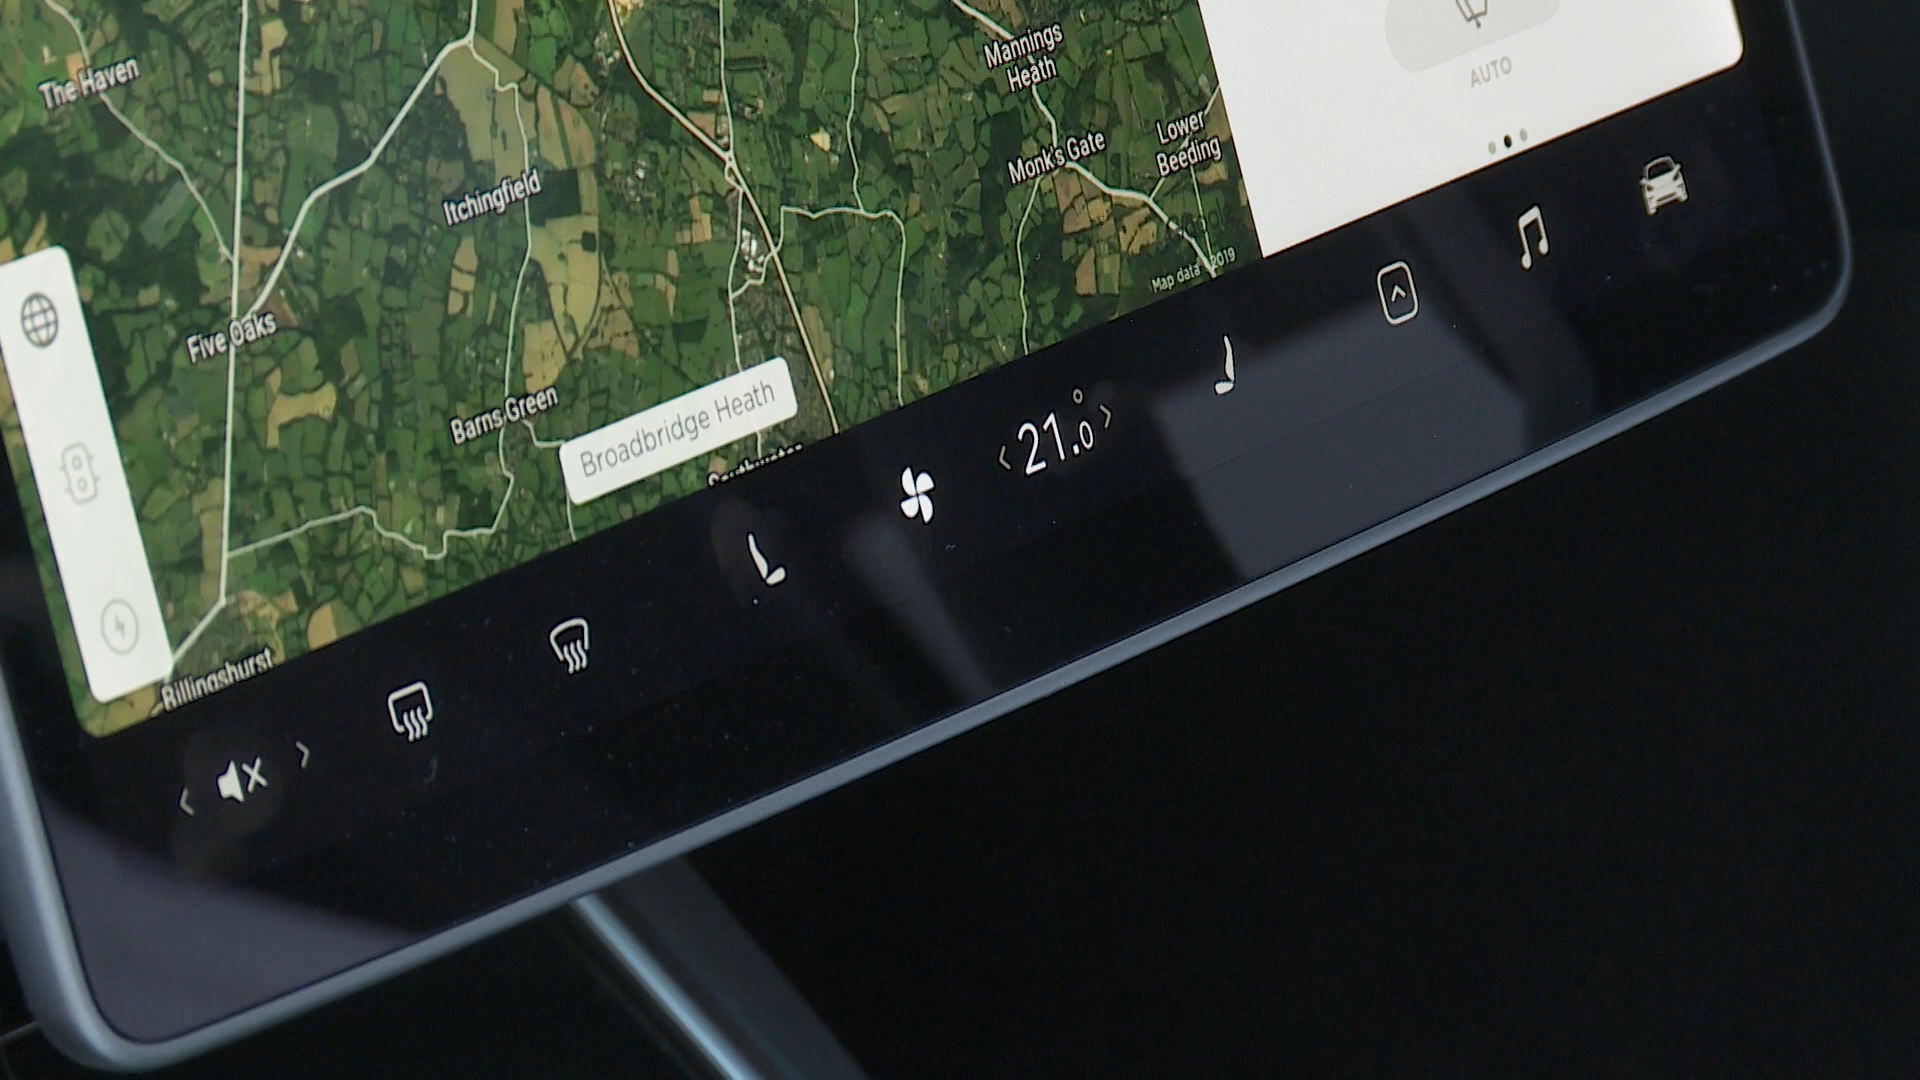 Mannings
Heath
The Haven
AUTO
Lower
Beeding
Monk's Gate
Itchingfield
Map data 2019
Five Oaks
Barns Green
Broadbridge Heath
Southwater
Billingshurst
21.0°